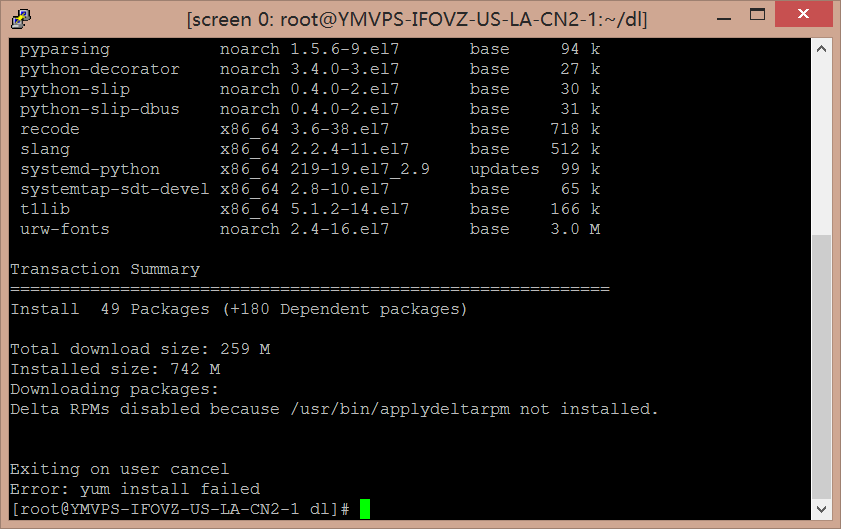 [screen 0: root@YMVPS-IFOVZ-US-LA-CN2-1:~/dl]
pyparsing noarch 1.5.6-9.el7 base 94 k
python-decorator noarch 3.4.0-3.el7 base 27 k
python-slip noarch 0.4.0-2.el7 base 30 k
python-slip-dbus noarch 0.4.0-2.el7 base 31 k
recode x86_64 3.6-38.el7 base 718 k
slang x86_64 2.2.4-11.el7 base 512 k
systemd-python x86_64 219-19.el7_2.9 updates 99 k
systemtap-sdt-devel x86_64 2.8-10.el7 base 65 k
t1lib x86_64 5.1.2-14.el7 base 166 k
urw-fonts noarch 2.4-16.el7 base 3.0 M
Transaction Summary
============================================================
Install  49 Packages (+180 Dependent packages)
Total download size: 259 M
Installed size: 742 M
Downloading packages:
Delta RPMs disabled because /usr/bin/applydeltarpm not installed.
Exiting on user cancel
Error: yum install failed
[root@YMVPS-IFOVZ-US-LA-CN2-1 dl]#